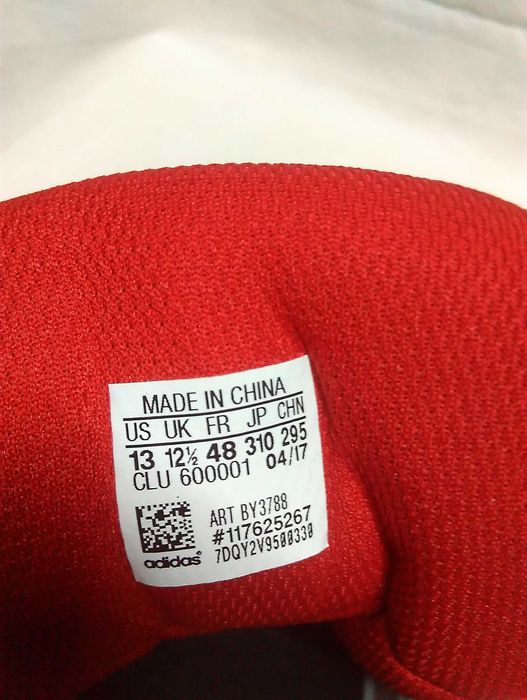 MADE IN CHINA
US UK FR JP CHN
13 12½ 48 310 295
CLU 600001 04/17
ART BY3788
#117625267
7DQY2V9500330
adidas